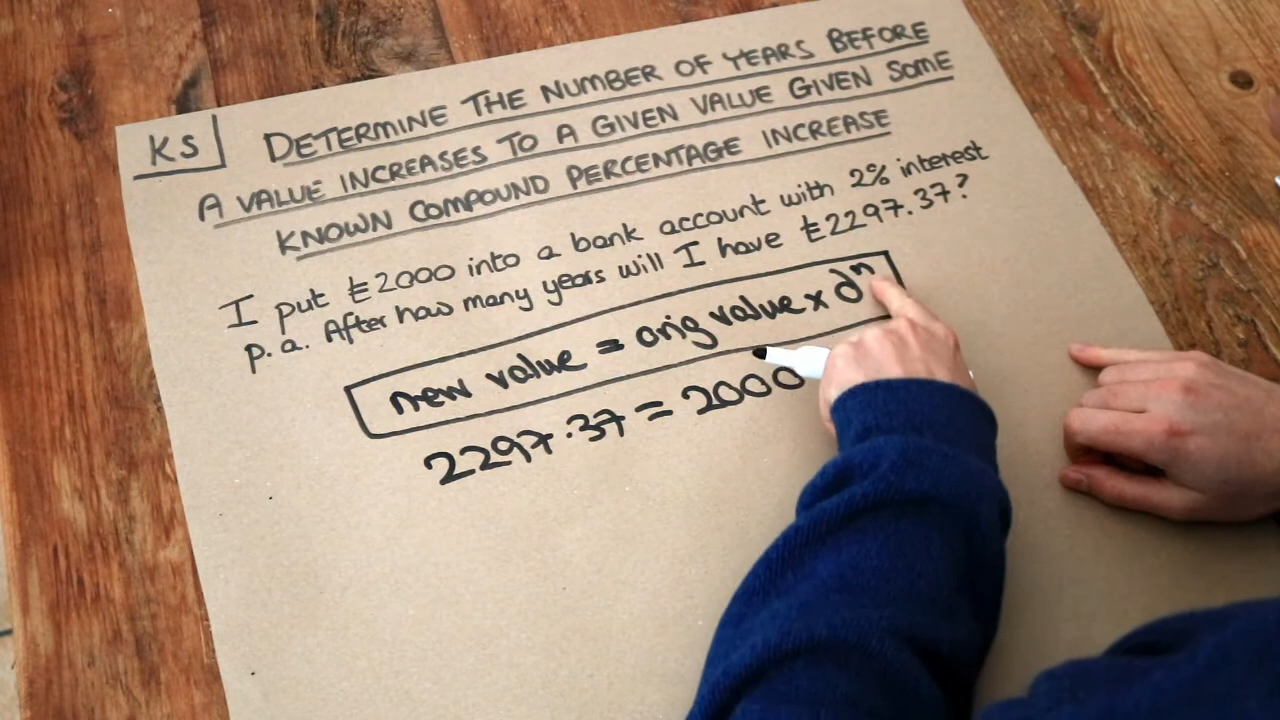 KS
DETERMINE THE NUMBER OF YEARS BEFORE
A VALUE INCREASES TO A GIVEN VALUE GIVEN SOME
KNOWN COMPOUND PERCENTAGE INCREASE
I put £2000 into a bank account with 2% interest
p.a. After how many years will I have £2297.37?
new value = orig value × ∂ⁿ
2297.37 = 2000